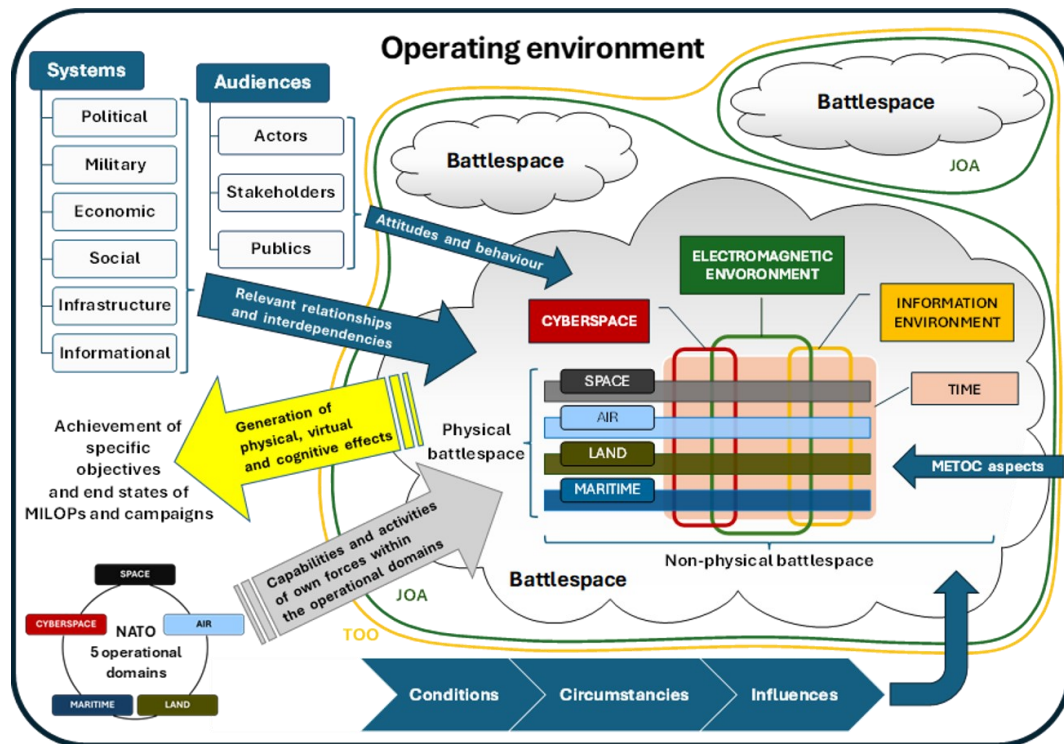 Operating environment
Systems
Political
Military
Economic
Social
Infrastructure
Informational
Audiences
Actors
Stakeholders
Publics
Battlespace
Battlespace
JOA
Attitudes and behaviour
Relevant relationships
and interdependencies
ELECTROMAGNETIC
ENVORONMENT
CYBERSPACE
INFORMATION
ENVIRONMENT
TIME
SPACE
AIR
LAND
MARITIME
Physical
battlespace
METOC aspects
Non-physical battlespace
Battlespace
Generation of
physical, virtual
and cognitive effects
Achievement of
specific
objectives
and end states of
MILOPs and campaigns
Capabilities and activities
of own forces within
the operational domains
JOA
TOO
SPACE
CYBERSPACE
AIR
NATO
5 operational
domains
MARITIME
LAND
Conditions
Circumstancies
Influences